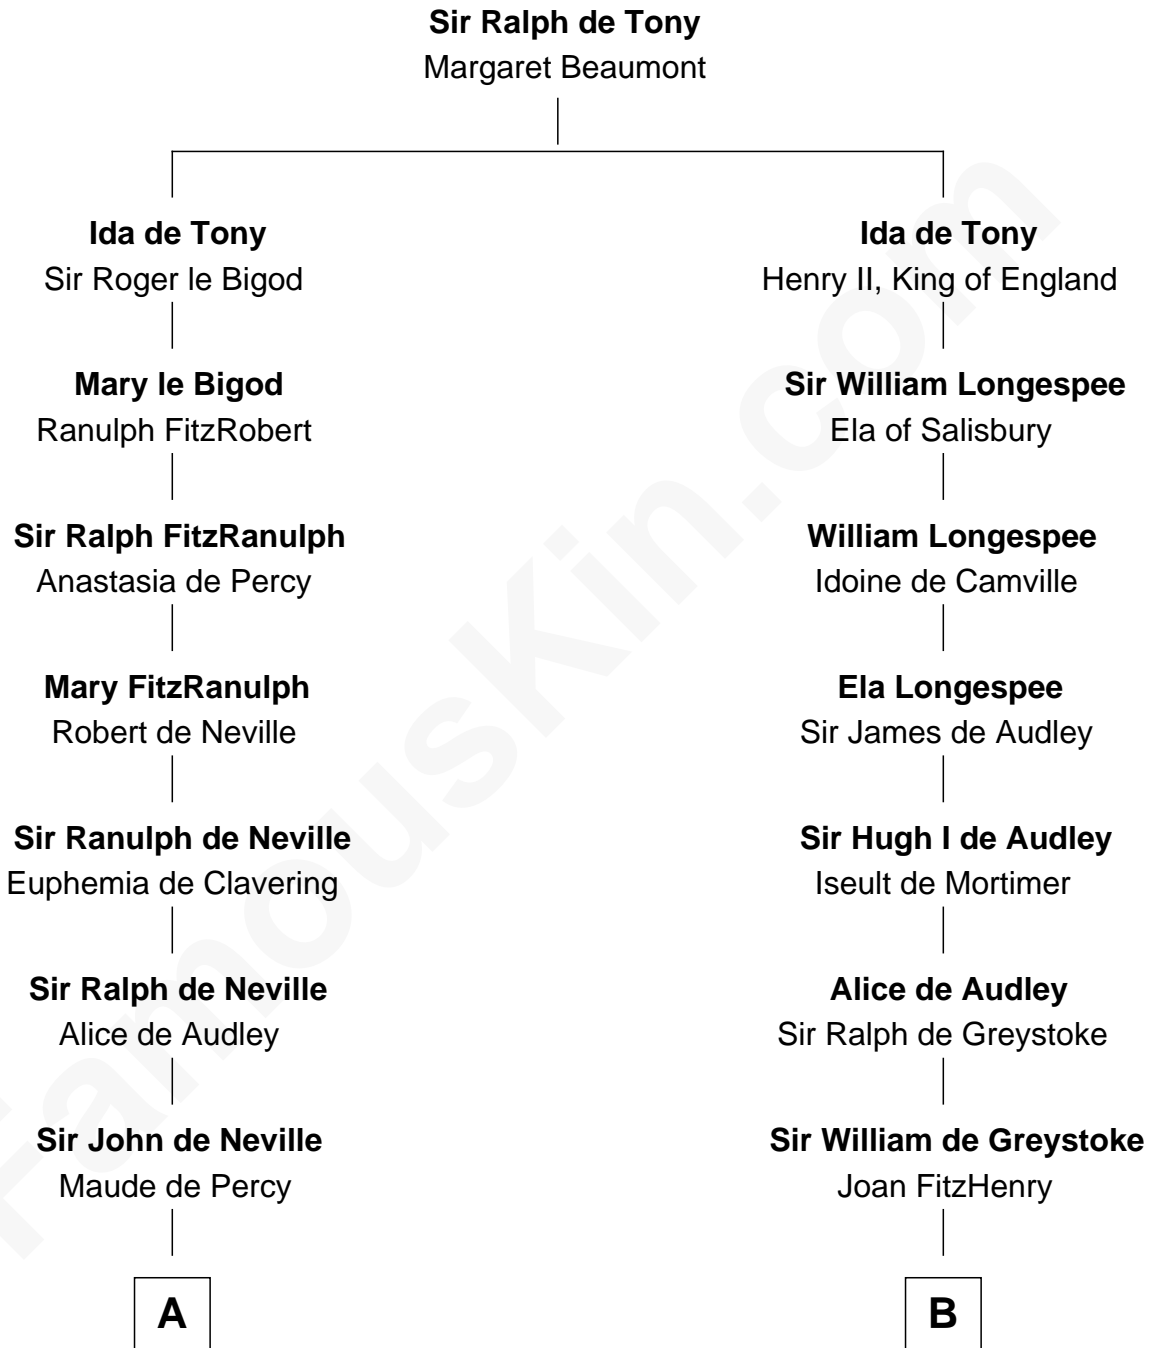 Sir Ralph de Tony
Margaret Beaumont
Ida de Tony
Sir Roger le Bigod
Mary le Bigod
Ranulph FitzRobert
Sir Ralph FitzRanulph
Anastasia de Percy
Mary FitzRanulph
Robert de Neville
Sir Ranulph de Neville
Euphemia de Clavering
Sir Ralph de Neville
Alice de Audley
Sir John de Neville
Maude de Percy
A
Ida de Tony
Henry II, King of England
Sir William Longespee
Ela of Salisbury
William Longespee
Idoine de Camville
Ela Longespee
Sir James de Audley
Sir Hugh I de Audley
Iseult de Mortimer
Alice de Audley
Sir Ralph de Greystoke
Sir William de Greystoke
Joan FitzHenry
B
FamousKin.com